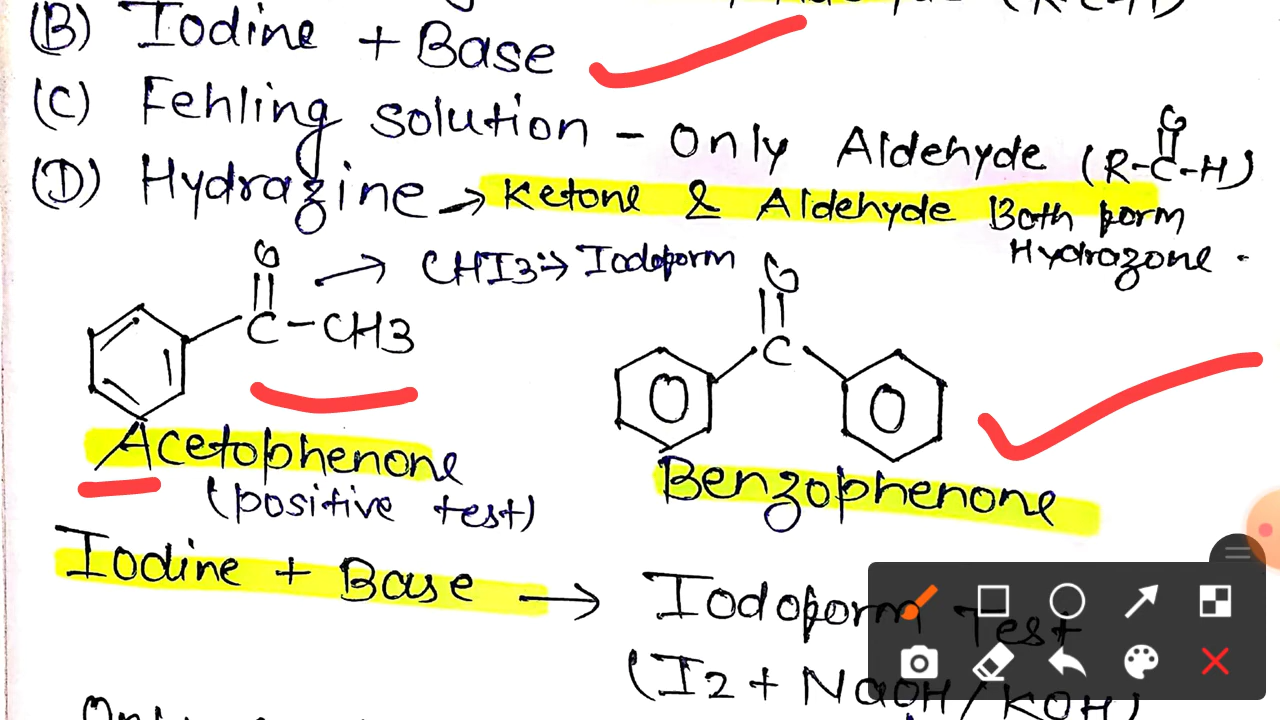 (B) Iodine + Base
(C) Fehling solution - only Aldehyde (R-C-H)
O
(D) Hydrazine → Ketone & Aldehyde Both form
Hydrazone.
O
C-CH3 → CHI3 => Iodoform
O
C
Acetophenone
(positive test)
Benzophenone
Iodine + Base → Iodoform Test
(I2 + NaOH/KOH)